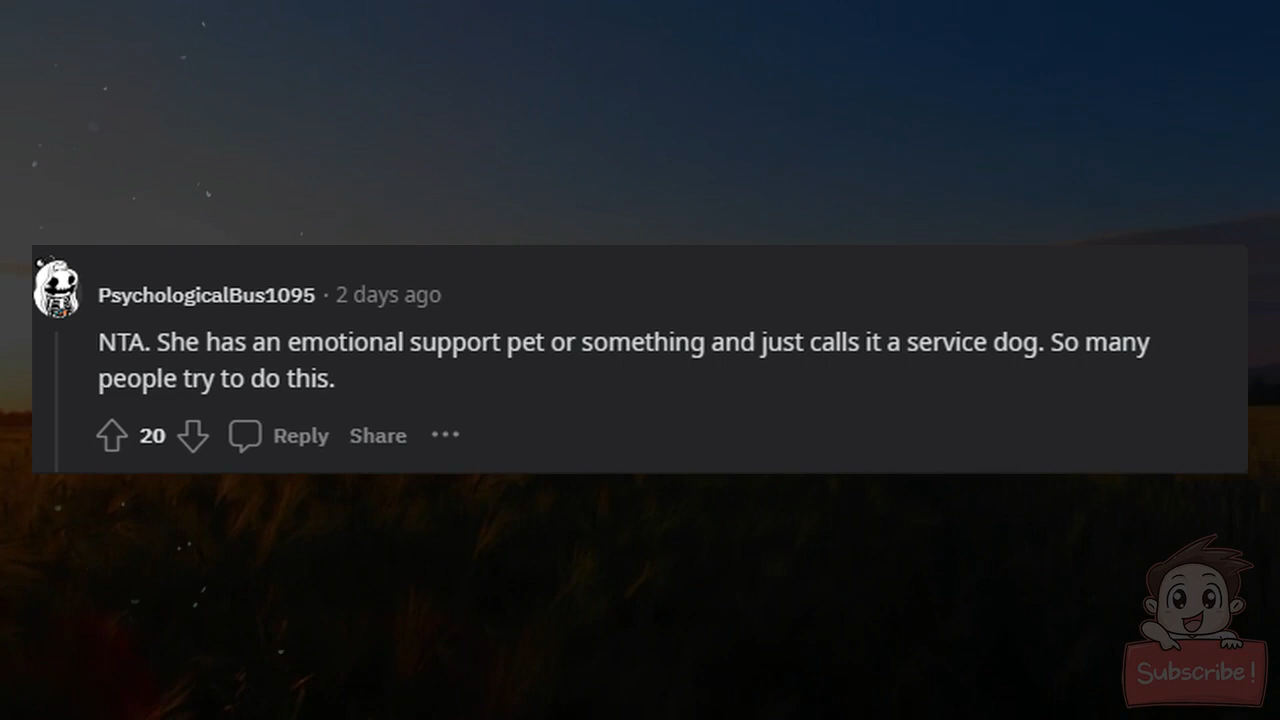 PsychologicalBus1095 · 2 days ago
NTA. She has an emotional support pet or something and just calls it a service dog. So many
people try to do this.
20 Reply Share ···
Subscribe!